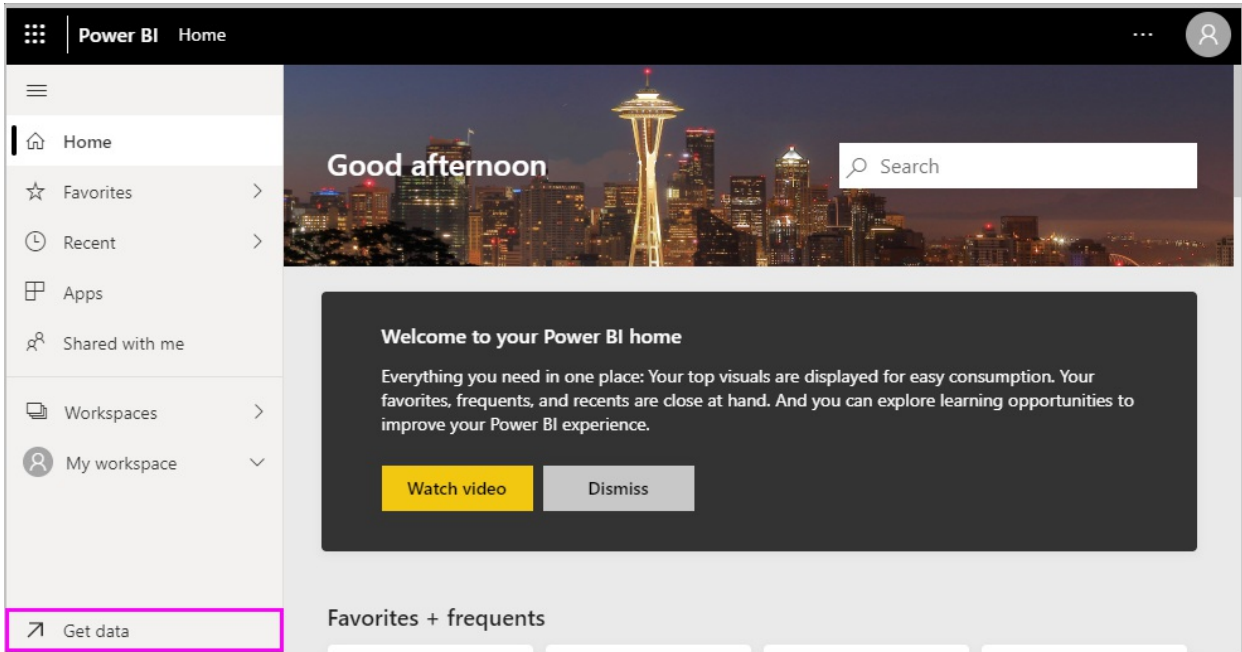 Power BI Home
Home
Favorites
Recent
Apps
Shared with me
Workspaces
My workspace
Get data
Good afternoon
Search
Welcome to your Power BI home
Everything you need in one place: Your top visuals are displayed for easy consumption. Your
favorites, frequents, and recents are close at hand. And you can explore learning opportunities to
improve your Power BI experience.
Watch video
Dismiss
Favorites + frequents